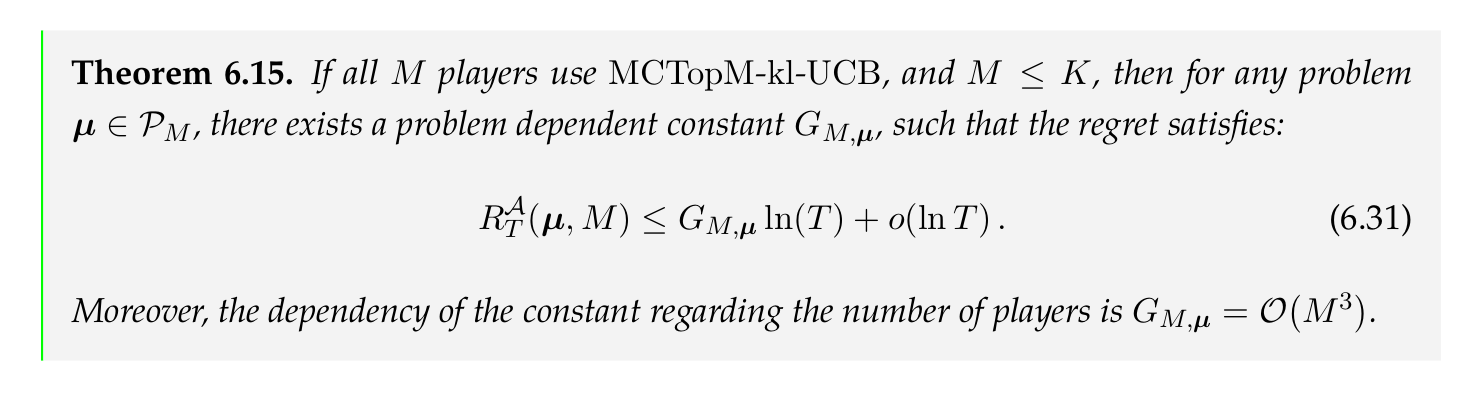 Theorem 6.15. If all M players use MCTopM-kl-UCB, and M ≤ K, then for any problem
μ ∈ 𝒫_M, there exists a problem dependent constant G_{M,μ}, such that the regret satisfies:
R_T^𝒜(μ, M) ≤ G_{M,μ} ln(T) + o(ln T) . (6.31)
Moreover, the dependency of the constant regarding the number of players is G_{M,μ} = 𝒪(M³).